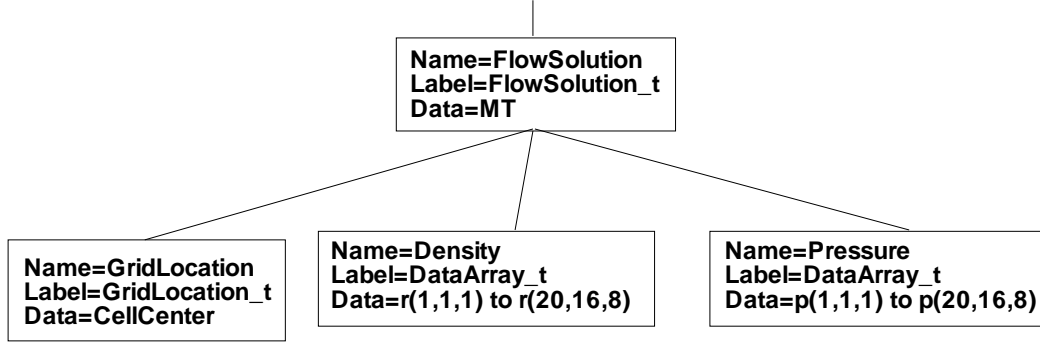 Name=FlowSolution
Label=FlowSolution_t
Data=MT
Name=GridLocation
Label=GridLocation_t
Data=CellCenter
Name=Density
Label=DataArray_t
Data=r(1,1,1) to r(20,16,8)
Name=Pressure
Label=DataArray_t
Data=p(1,1,1) to p(20,16,8)